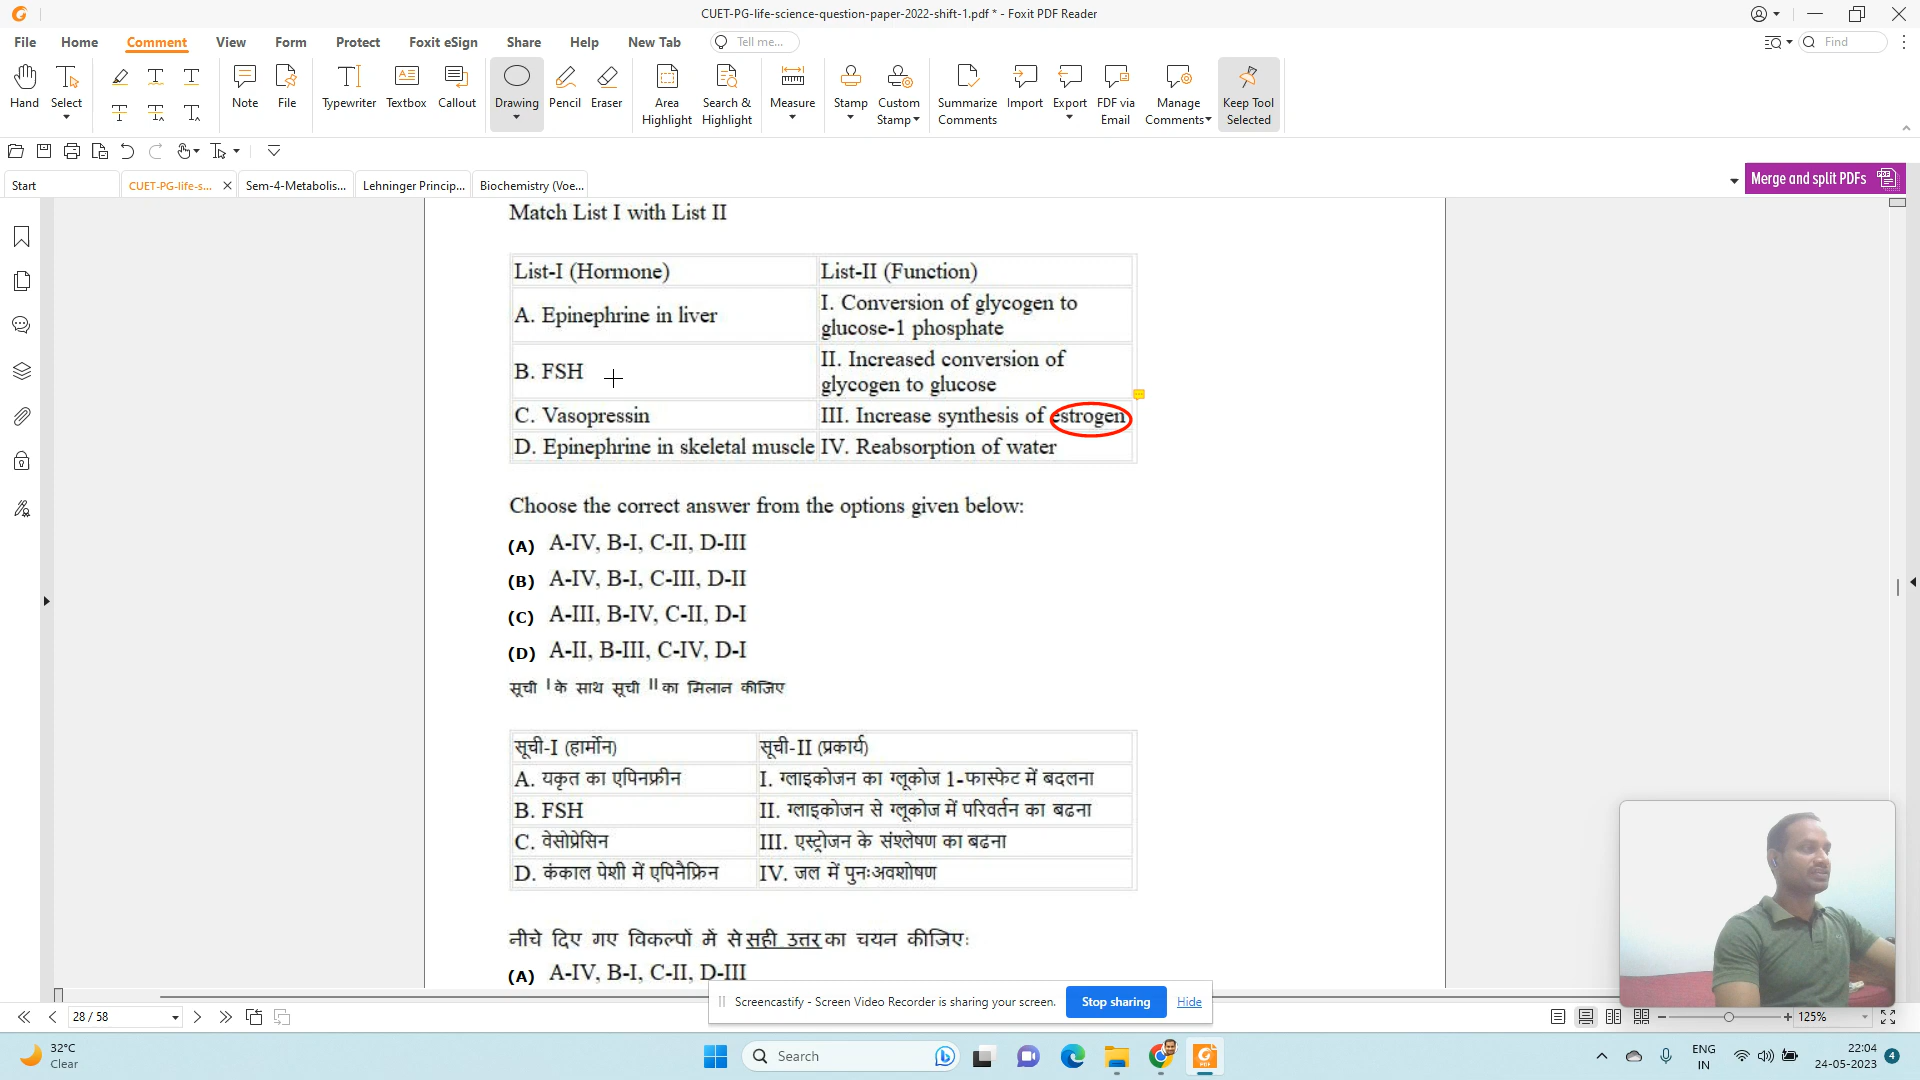 CUET-PG-life-science-question-paper-2022-shift-1.pdf * - Foxit PDF Reader
File Home Comment View Form Protect Foxit eSign Share Help New Tab Tell me... Find
Hand Select Note File Typewriter Textbox Callout Drawing Pencil Eraser Area Highlight Search & Highlight Measure Stamp Custom Stamp Summarize Comments Import Export FDF via Email Manage Comments Keep Tool Selected
Start CUET-PG-life-s... Sem-4-Metabolis... Lehninger Princip... Biochemistry (Voe... Merge and split PDFs
Match List I with List II
List-I (Hormone) List-II (Function)
A. Epinephrine in liver I. Conversion of glycogen to glucose-1 phosphate
B. FSH II. Increased conversion of glycogen to glucose
C. Vasopressin III. Increase synthesis of estrogen
D. Epinephrine in skeletal muscle IV. Reabsorption of water
Choose the correct answer from the options given below:
(A) A-IV, B-I, C-II, D-III
(B) A-IV, B-I, C-III, D-II
(C) A-III, B-IV, C-II, D-I
(D) A-II, B-III, C-IV, D-I
सूची I के साथ सूची II का मिलान कीजिए
सूची-I (हार्मोन) सूची-II (प्रकार्य)
A. यकृत का एपिनफ्रीन I. ग्लाइकोजन का ग्लूकोज 1-फास्फेट में बदलना
B. FSH II. ग्लाइकोजन से ग्लूकोज में परिवर्तन का बढना
C. वेसोप्रेसिन III. एस्ट्रोजन के संश्लेषण का बढना
D. कंकाल पेशी में एपिनैफ्रिन IV. जल में पुनःअवशोषण
नीचे दिए गए विकल्पों में से सही उत्तर का चयन कीजिए:
(A) A-IV, B-I, C-II, D-III
Screencastify - Screen Video Recorder is sharing your screen. Stop sharing Hide
28 / 58 125%
32°C
Clear
Search
ENG
IN
22:04
24-05-2023
4